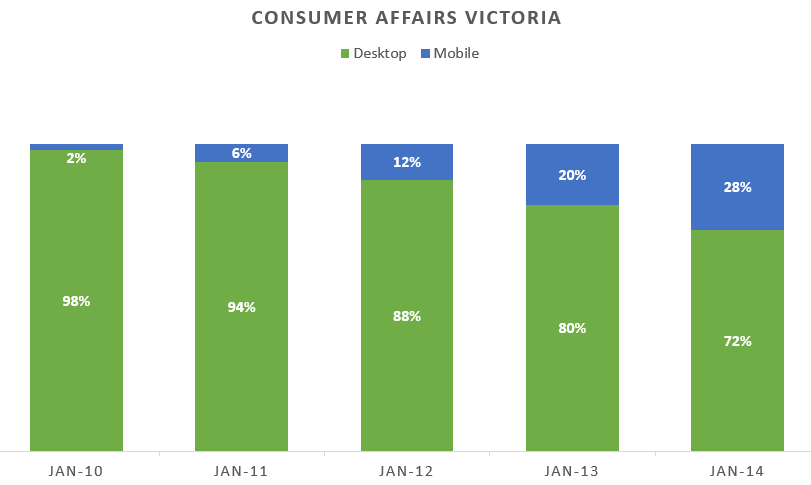 CONSUMER AFFAIRS VICTORIA
Desktop Mobile
2% 6% 12% 20% 28%
98% 94% 88% 80% 72%
JAN-10 JAN-11 JAN-12 JAN-13 JAN-14